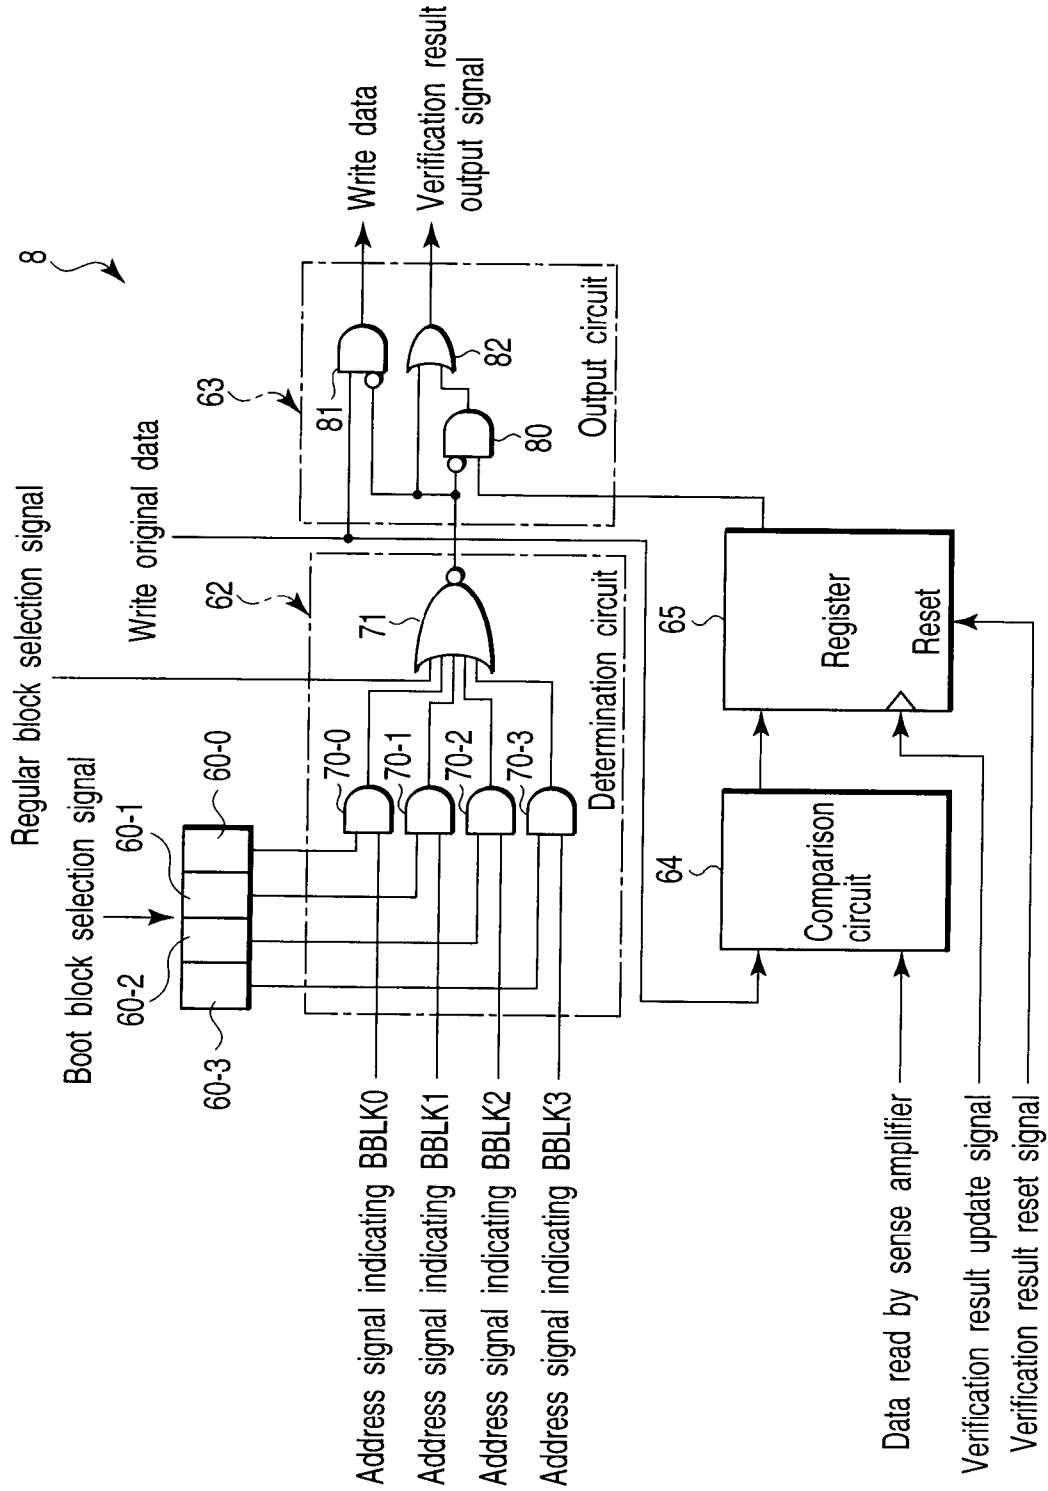 8
Regular block selection signal
Boot block selection signal
Write original data
60-3
60-2
60-1
60-0
62
63
Address signal indicating BBLK0
Address signal indicating BBLK1
Address signal indicating BBLK2
Address signal indicating BBLK3
70-0
70-1
70-2
70-3
71
Determination circuit
81
80
82
Output circuit
Write data
Verification result
output signal
64
Comparison
circuit
65
Register
Reset
Data read by sense amplifier
Verification result update signal
Verification result reset signal